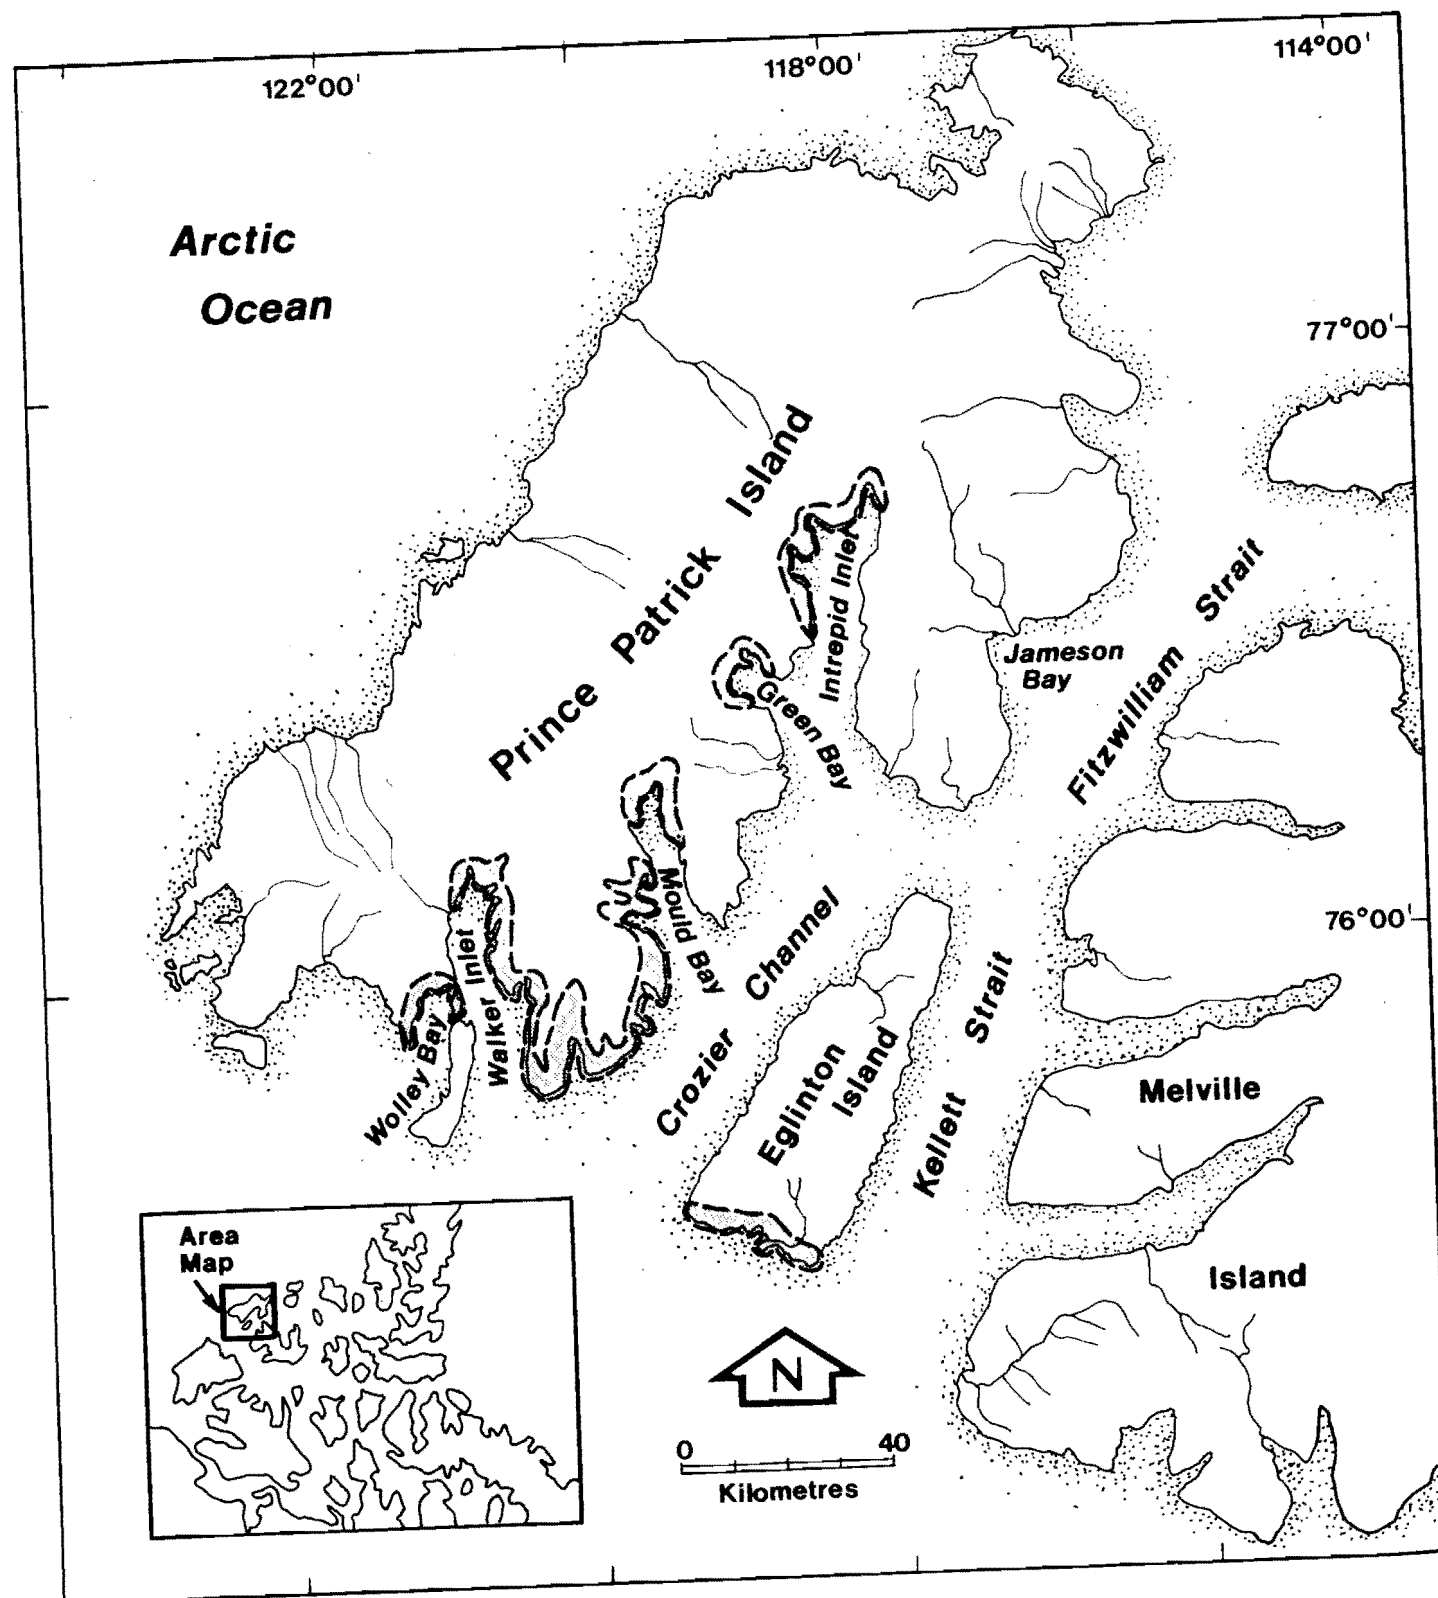 122°00'
118°00'
114°00'
Arctic
Ocean
77°00'
Prince Patrick Island
Intrepid Inlet
Green Bay
Jameson
Bay
Fitzwilliam Strait
Mould Bay
76°00'
Walker Inlet
Wolley Bay
Crozier Channel
Eglinton
Island
Kellett Strait
Melville
Island
Area
Map
N
0 40
Kilometres